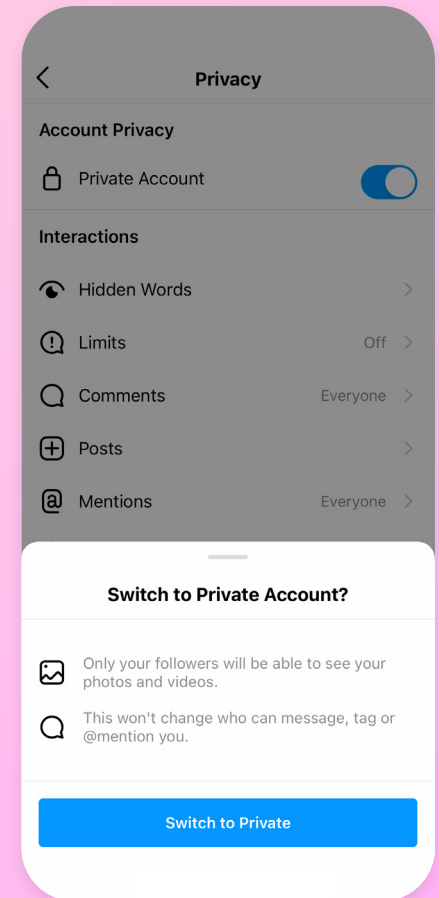 Privacy
Account Privacy
Private Account
Interactions
Hidden Words
Limits Off
Comments Everyone
Posts
Mentions Everyone
Switch to Private Account?
Only your followers will be able to see your
photos and videos.
This won't change who can message, tag or
@mention you.
Switch to Private